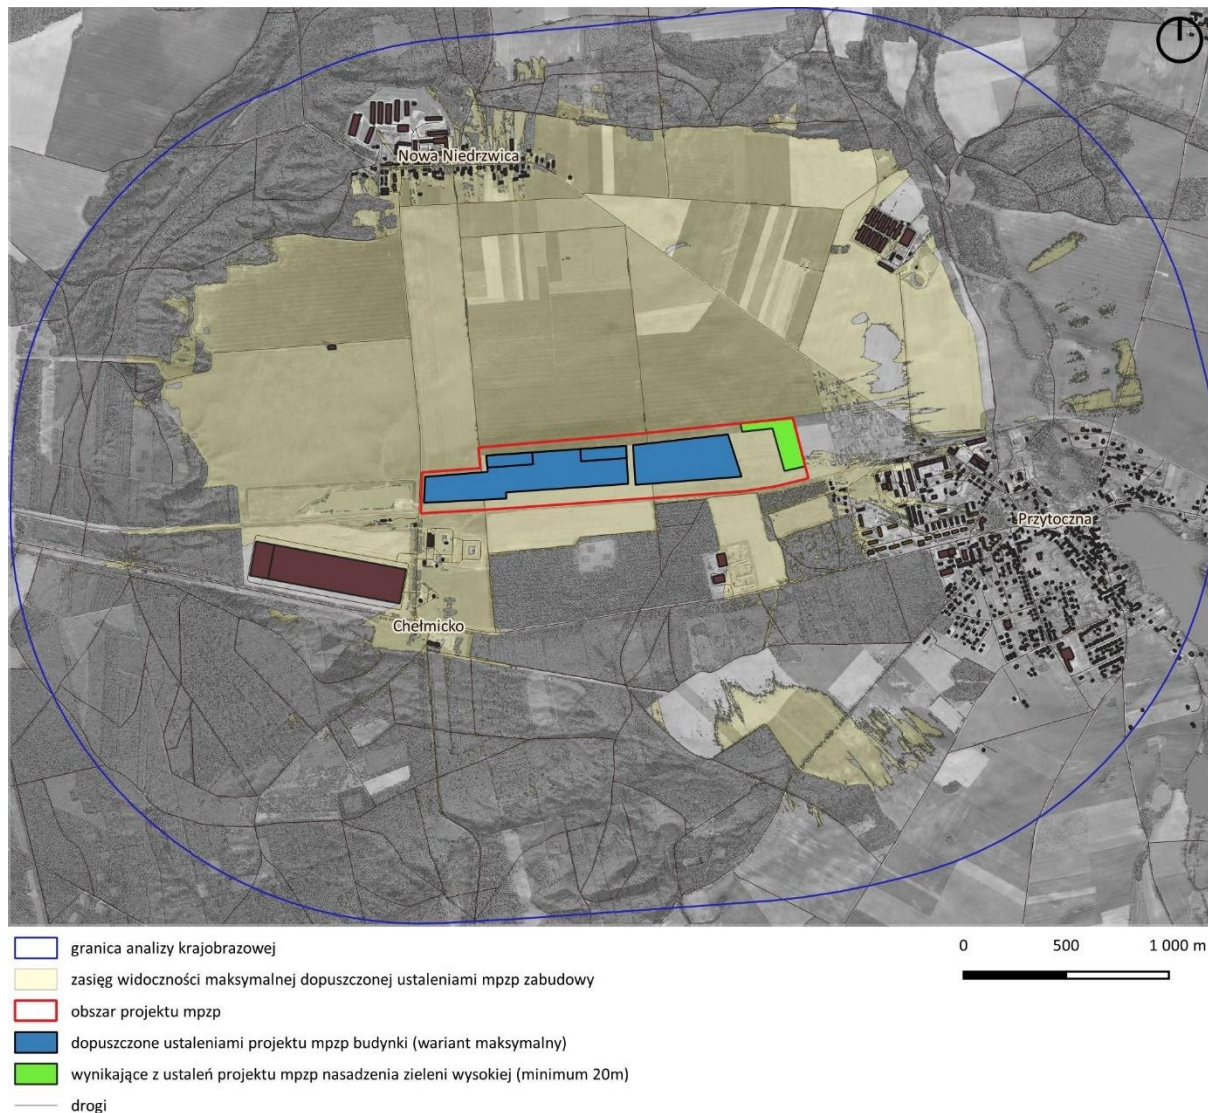 Nowa Niedrzwica
Przytoczna
Chełmicko
granica analizy krajobrazowej
0 500 1 000 m
zasięg widoczności maksymalnej dopuszczonej ustaleniami mpzp zabudowy
obszar projektu mpzp
dopuszczone ustaleniami projektu mpzp budynki (wariant maksymalny)
wynikające z ustaleń projektu mpzp nasadzenia zieleni wysokiej (minimum 20m)
drogi